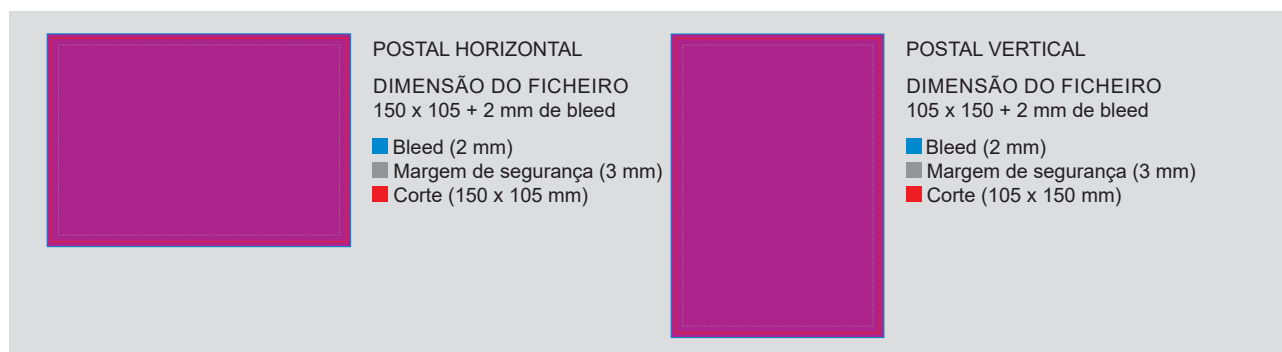 POSTAL HORIZONTAL
DIMENSÃO DO FICHEIRO
150 x 105 + 2 mm de bleed
Bleed (2 mm)
Margem de segurança (3 mm)
Corte (150 x 105 mm)
POSTAL VERTICAL
DIMENSÃO DO FICHEIRO
105 x 150 + 2 mm de bleed
Bleed (2 mm)
Margem de segurança (3 mm)
Corte (105 x 150 mm)